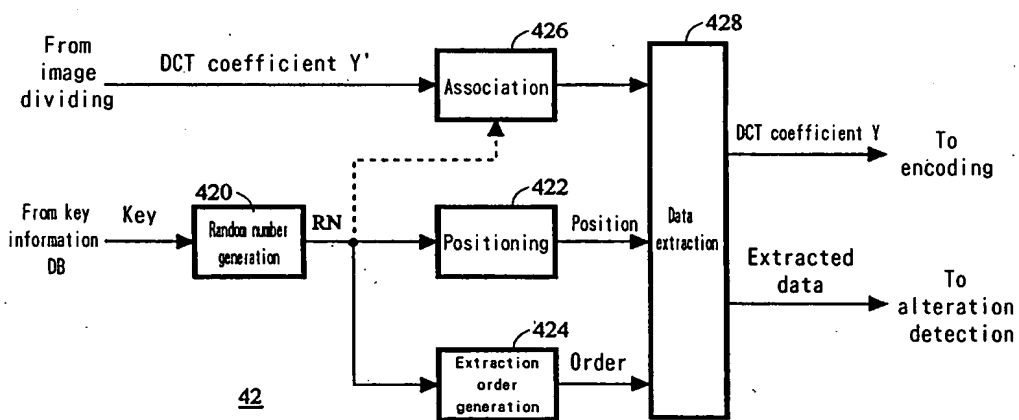 From
image
dividing
DCT coefficient Y'
426
Association
428
DCT coefficient Y
To
encoding
From key
information
DB
Key
420
Random number
generation
RN
422
Positioning
Position
Data
extraction
Extracted
data
To
alteration
detection
424
Extraction
order
generation
Order
42